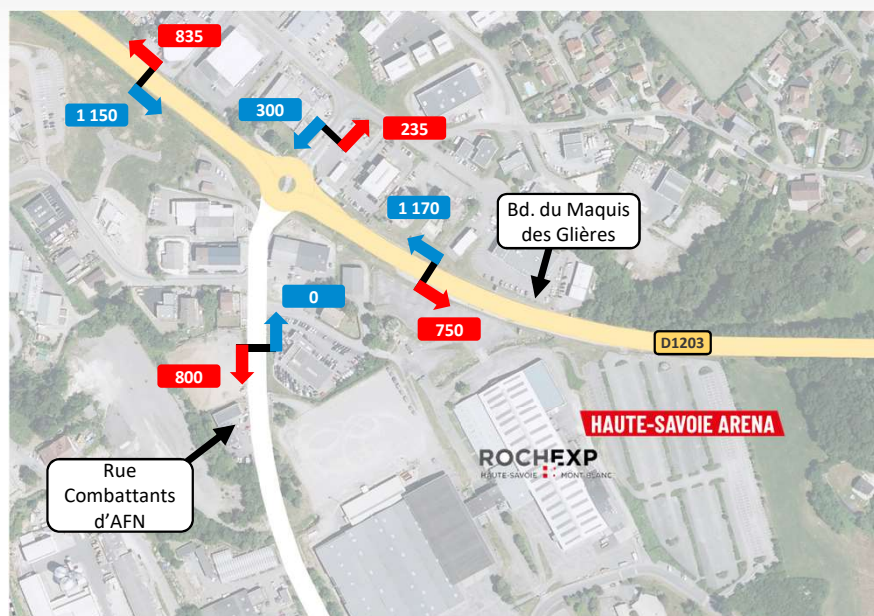 835
1 150
300
235
1 170
Bd. du Maquis
des Glières
0
750
D1203
800
HAUTE-SAVOIE ARENA
ROCHEXP
HAUTE-SAVOIE MONT-BLANC
Rue
Combattants
d'AFN